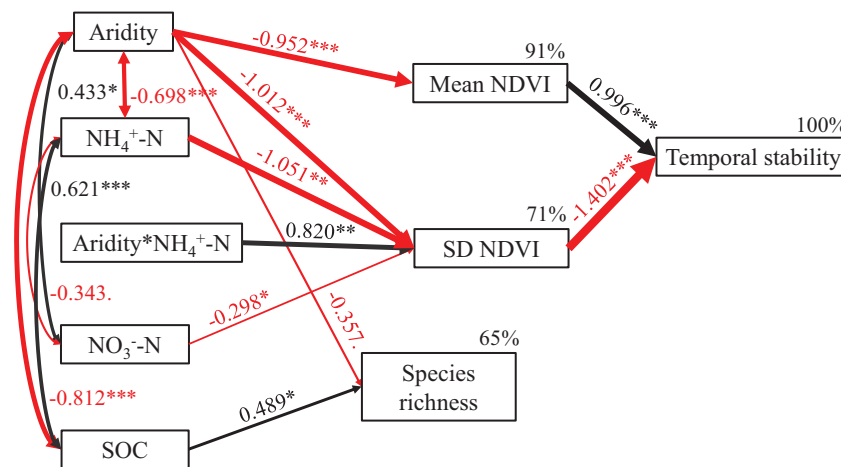 Aridity
-0.952***
91%
Mean NDVI
0.433*
-0.698***
-1.012***
0.996***
NH₄⁺-N
100%
Temporal stability
-1.051**
0.621***
71%
-1.402***
Aridity*NH₄⁺-N
0.820**
SD NDVI
-0.343.
-0.298*
-0.357.
NO₃⁻-N
65%
Species
richness
-0.812***
0.489*
SOC